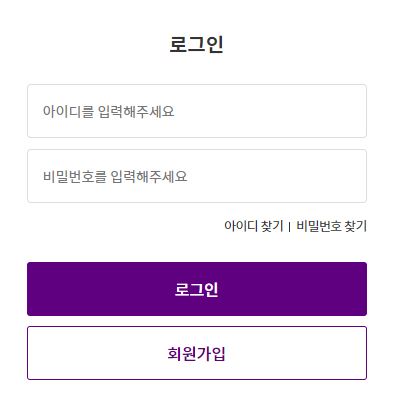 로그인
아이디를 입력해주세요
비밀번호를 입력해주세요
아이디 찾기 | 비밀번호 찾기
로그인
회원가입